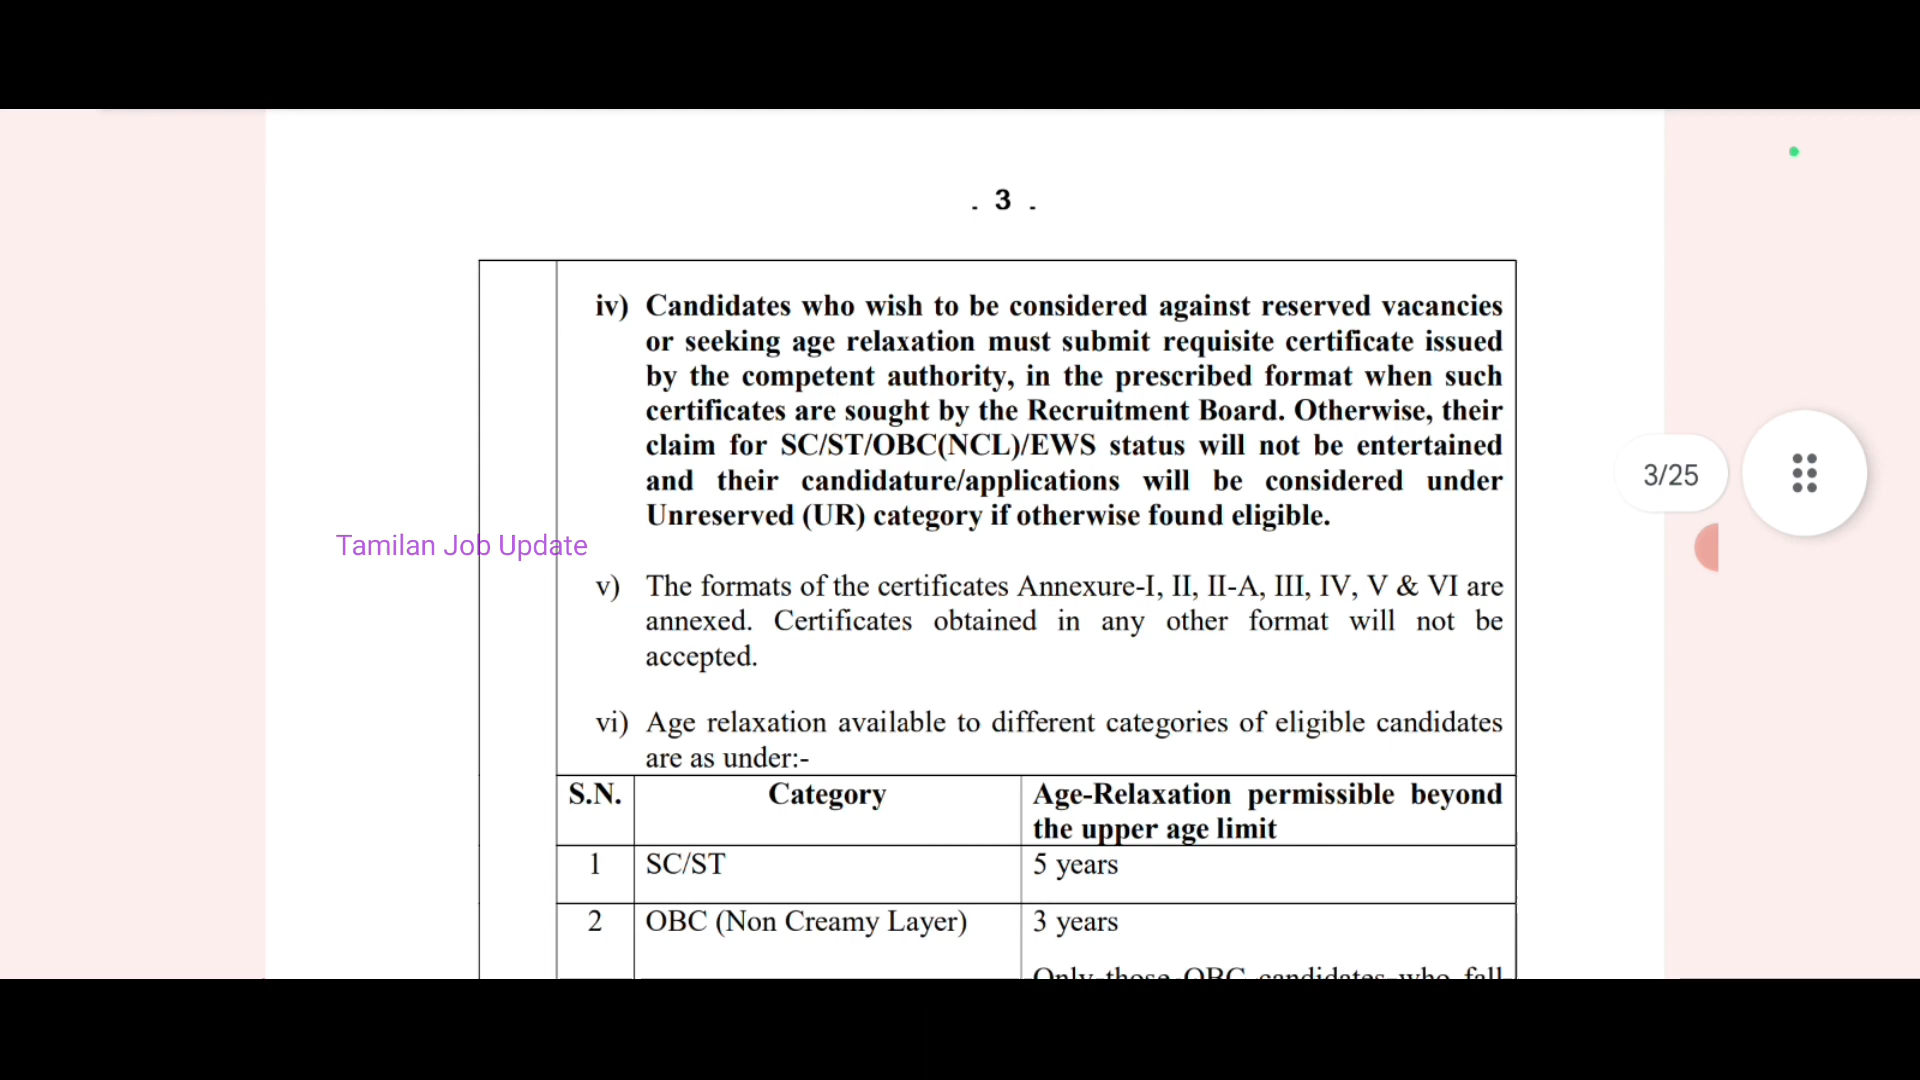 . 3 .
iv) Candidates who wish to be considered against reserved vacancies
or seeking age relaxation must submit requisite certificate issued
by the competent authority, in the prescribed format when such
certificates are sought by the Recruitment Board. Otherwise, their
claim for SC/ST/OBC(NCL)/EWS status will not be entertained
and their candidature/applications will be considered under
Unreserved (UR) category if otherwise found eligible.
3/25
Tamilan Job Update
v) The formats of the certificates Annexure-I, II, II-A, III, IV, V & VI are
annexed. Certificates obtained in any other format will not be
accepted.
vi) Age relaxation available to different categories of eligible candidates
are as under:-
S.N. Category Age-Relaxation permissible beyond
the upper age limit
1 SC/ST 5 years
2 OBC (Non Creamy Layer) 3 years
Only those OBC candidates who fall